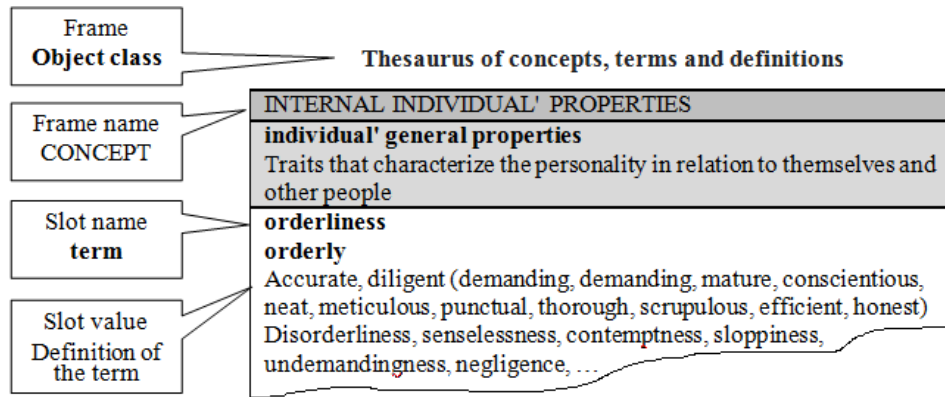 Frame
Object class
Thesaurus of concepts, terms and definitions
Frame name
CONCEPT
INTERNAL INDIVIDUAL' PROPERTIES
individual' general properties
Traits that characterize the personality in relation to themselves and
other people
Slot name
term
orderliness
orderly
Accurate, diligent (demanding, demanding, mature, conscientious,
neat, meticulous, punctual, thorough, scrupulous, efficient, honest)
Disorderliness, senselessness, contemptness, sloppiness,
undemandingness, negligence, …
Slot value
Definition of
the term